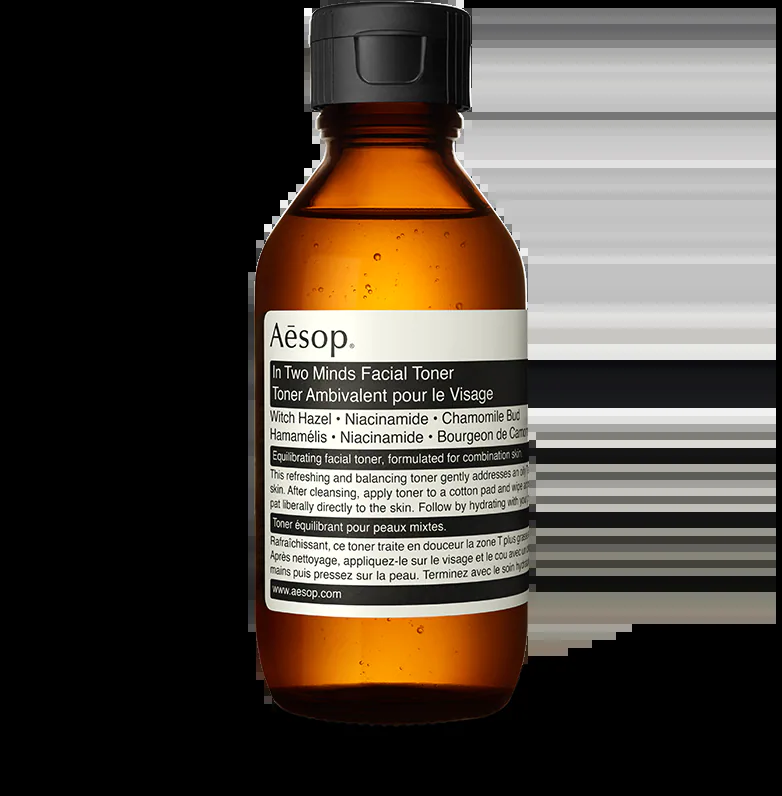 Aēsop®
In Two Minds Facial Toner
Toner Ambivalent pour le Visage
Witch Hazel • Niacinamide • Chamomile Bud
Hamamélis • Niacinamide • Bourgeon de
Equilibrating facial toner, formulated for combination skin.
This refreshing and balancing toner gently addresses an oily
skin. After cleansing, apply toner to a cotton pad and wipe
pat liberally directly to the skin. Follow by hydrating with
Toner équilibrant pour peaux mixtes.
Rafraîchissant, ce toner traite en douceur la zone T plus
Après nettoyage, appliquez-le sur le visage et le cou avec un
mains puis pressez sur la peau. Terminez avec le soin
www.aesop.com